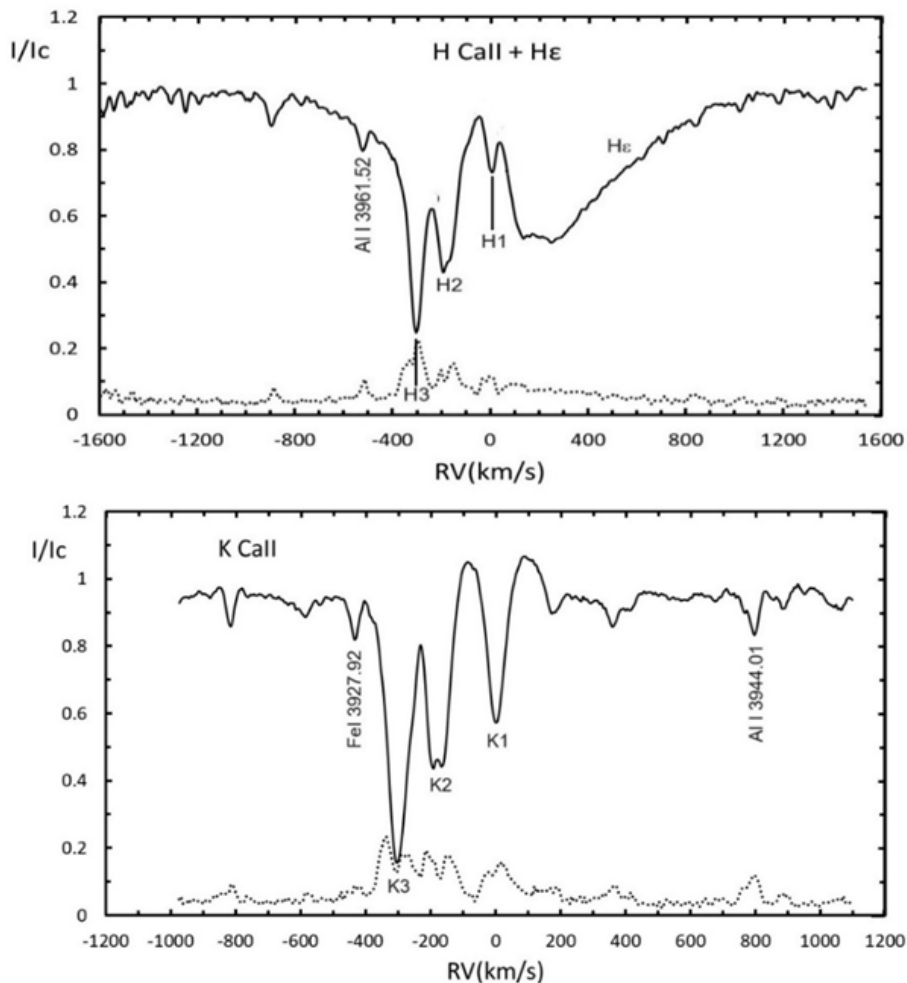 1.2
I/Ic
H CaII + Hε
1
0.8
Hε
Al I 3961.52
0.6
H1
H2
0.4
0.2
H3
0
-1600 -1200 -800 -400 0 400 800 1200 1600
RV(km/s)
1.2
I/Ic
K CaII
1
0.8
FeI 3927.92
Al I 3944.01
0.6
K1
K2
0.4
0.2
K3
0
-1200 -1000 -800 -600 -400 -200 0 200 400 600 800 1000 1200
RV(km/s)